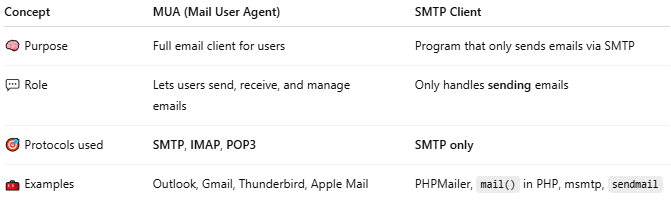 Concept MUA (Mail User Agent) SMTP Client
🧠 Purpose Full email client for users Program that only sends emails via SMTP
💬 Role Lets users send, receive, and manage Only handles sending emails
emails
🎯 Protocols used SMTP, IMAP, POP3 SMTP only
🧰 Examples Outlook, Gmail, Thunderbird, Apple Mail PHPMailer, mail() in PHP, msmtp, sendmail